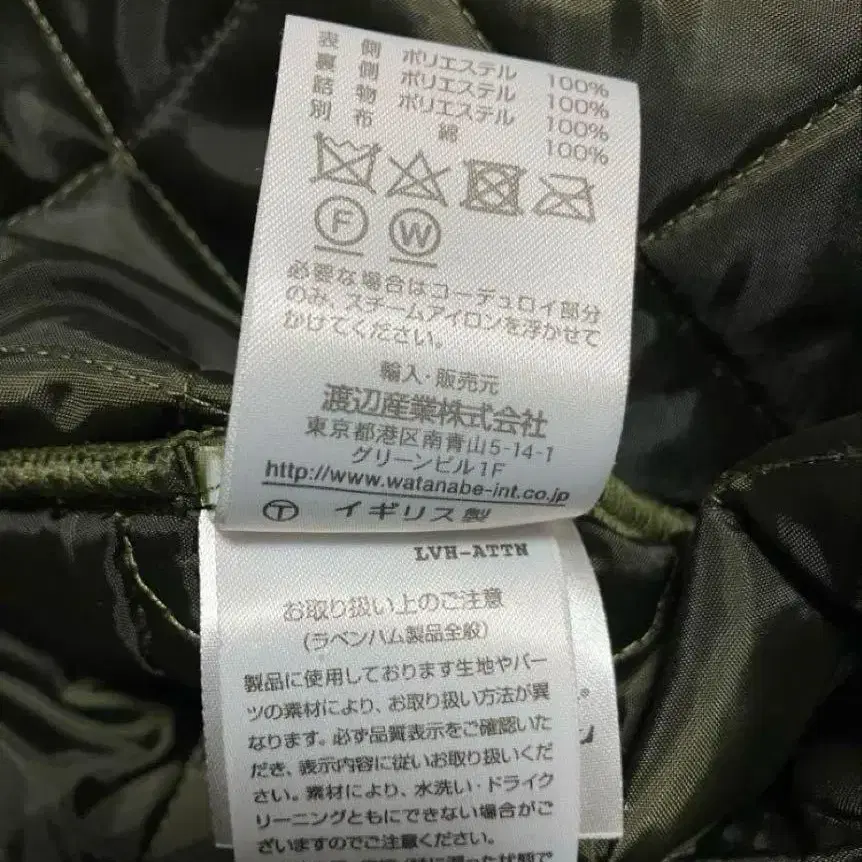 表側 ポリエステル 100%
裏側 ポリエステル 100%
詰物 ポリエステル 100%
別布 綿 100%
F W
必要な場合はコーデュロイ部分
のみ、スチームアイロンを浮かせて
かけてください。
輸入・販売元
渡辺産業株式会社
東京都港区南青山5-14-1
グリーンビル1F
http://www.watanabe-int.co.jp
T イギリス製
LVH-ATTN
お取り扱い上のご注意
(ラベンハム製品全般)
製品に使用しております生地やパー
ツの素材により、お取り扱い方法が異
なります。必ず品質表示をご確認いた
だき、表示内容に従いお取り扱いくだ
さい。素材により、水洗い・ドライク
リーニングともにできない場合がご
ざいますのでご注意ください。